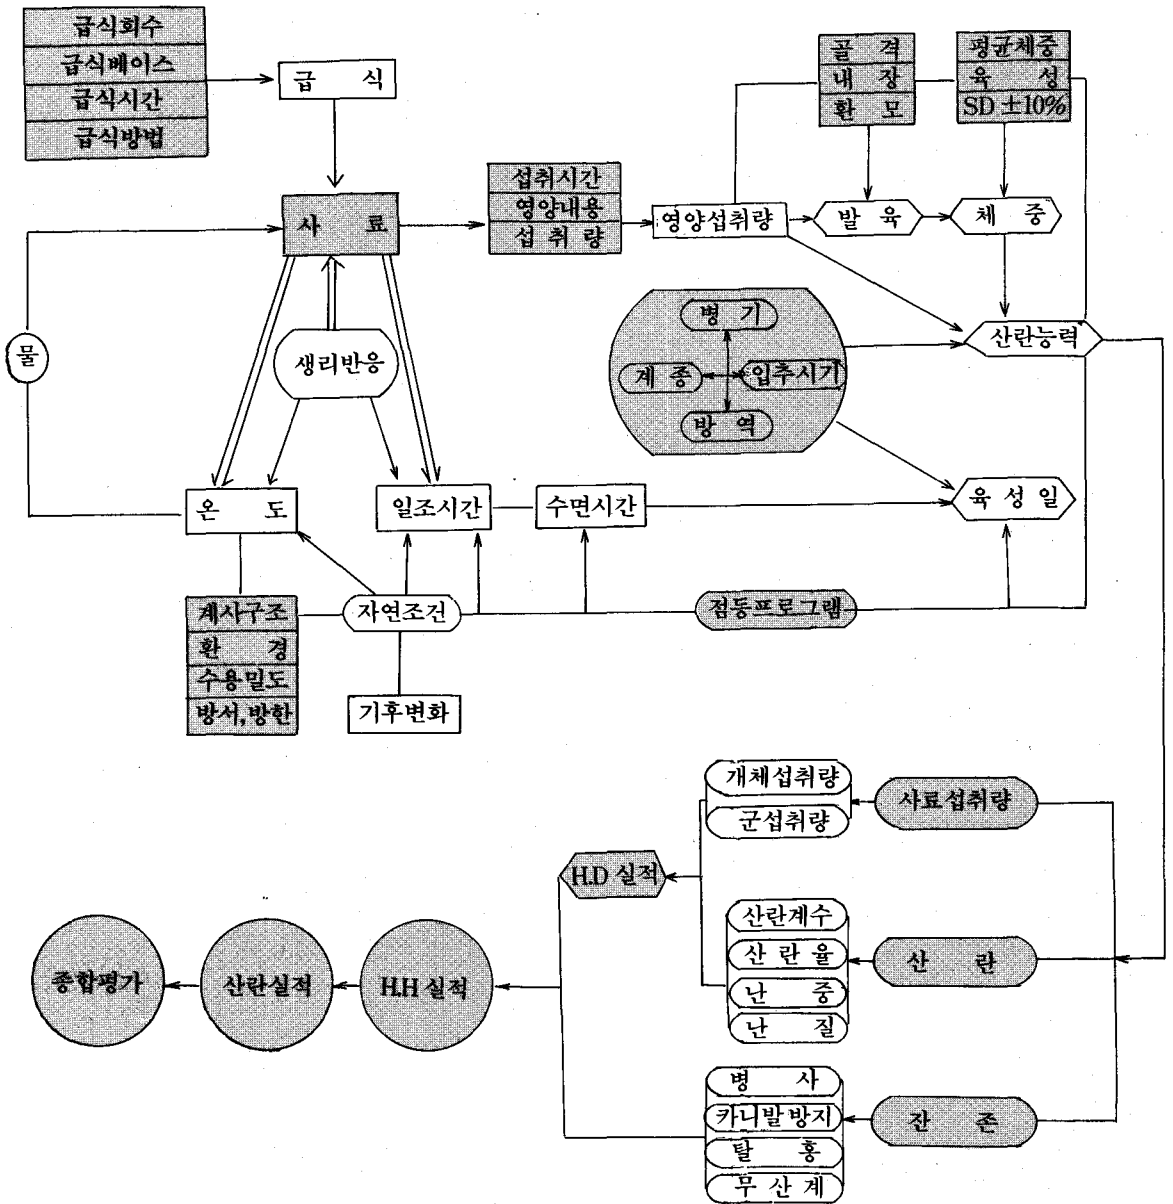 급식회수
급식베이스
급식시간
급식방법
급 식
골 격
내 장
환 모
평균체중
육 성
SD ±10%
사 료
섭취시간
영양내용
섭 취 량
영양섭취량
발 육
체 중
물
생리반응
병 기
계 종
입추시기
방 역
산란능력
온 도
일조시간
수면시간
육 성 일
계사구조
환 경
수용밀도
방서,방한
자연조건
점등프로그램
기후변화
개체섭취량
군섭취량
사료섭취량
H.D 실적
산란계수
산 란 율
난 중
난 질
산 란
종합평가
산란실적
H.H 실적
병 사
카니발방지
탈 홍
무 산 계
잔 존